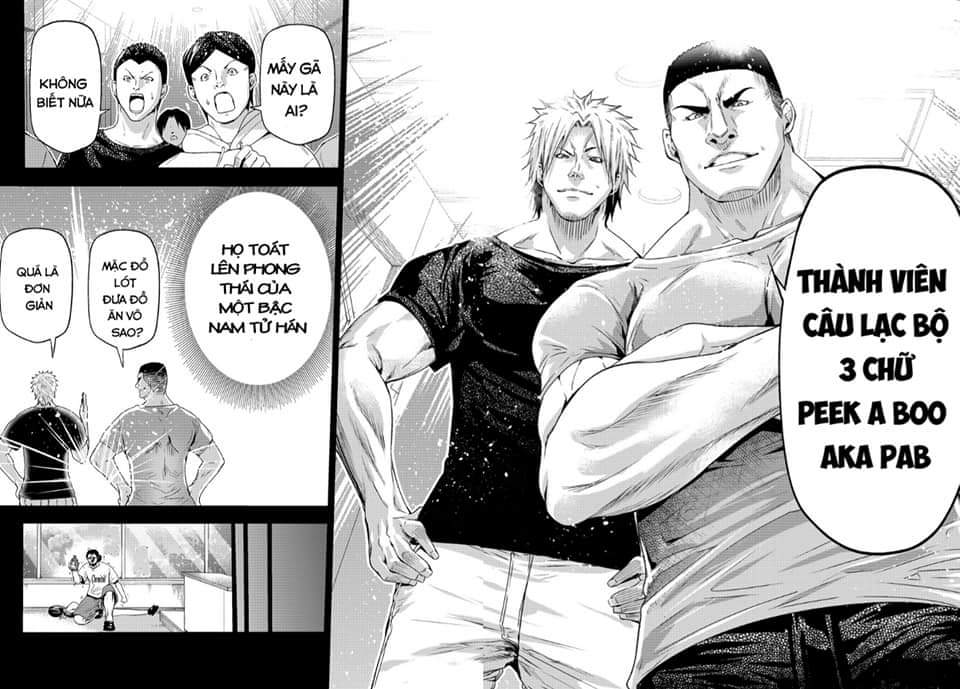 THÀNH VIÊN
CÂU LẠC BỘ
3 CHỮ
PEEK A BOO
AKA PAB
MẤY GÃ
NÀY LÀ
AI?
KHÔNG
BIẾT NỮA
HỌ TOÁT
LÊN PHONG
THÁI CỦA
MỘT BẬC
NAM TỬ HÁN
MẶC ĐỒ
LÓT
ĐƯA ĐỒ
ĂN VÔ
SAO?
QUẢ LÀ
ĐƠN
GIẢN